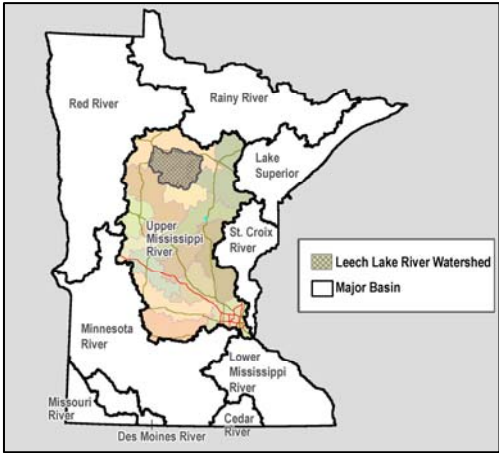 Red River
Rainy River
Lake
Superior
Upper
Mississippi
River
St. Croix
River
Leech Lake River Watershed
Major Basin
Minnesota
River
Lower
Mississippi
River
Missouri
River
Des Moines River
Cedar
River